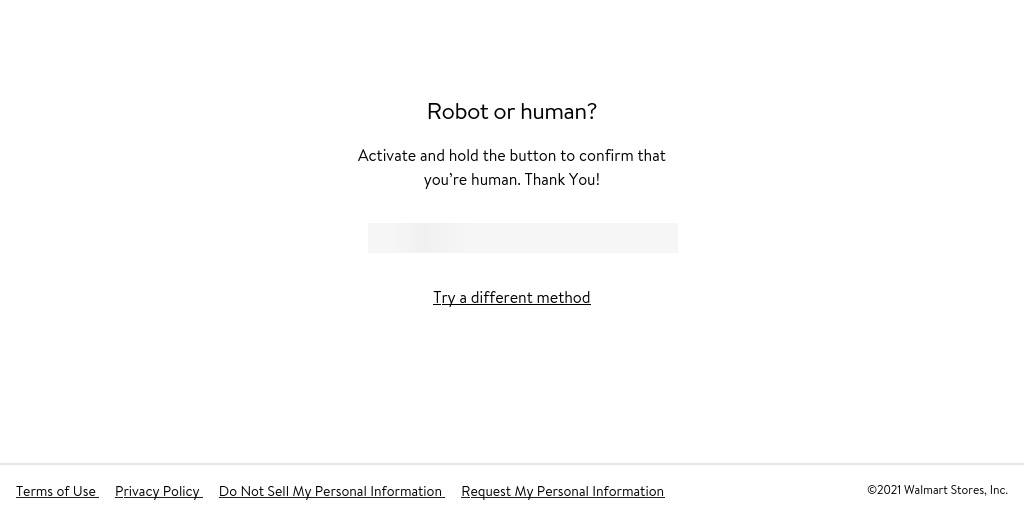 Robot or human?
Activate and hold the button to confirm that
you’re human. Thank You!
Try a different method
Terms of Use Privacy Policy Do Not Sell My Personal Information Request My Personal Information ©2021 Walmart Stores, Inc.